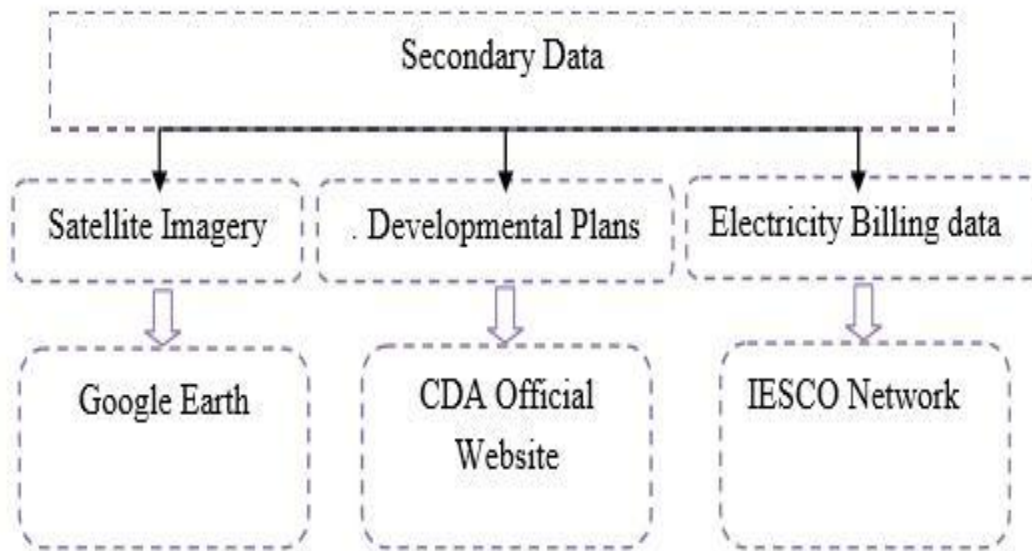 Secondary Data
Satellite Imagery
. Developmental Plans
Electricity Billing data
Google Earth
CDA Official
Website
IESCO Network